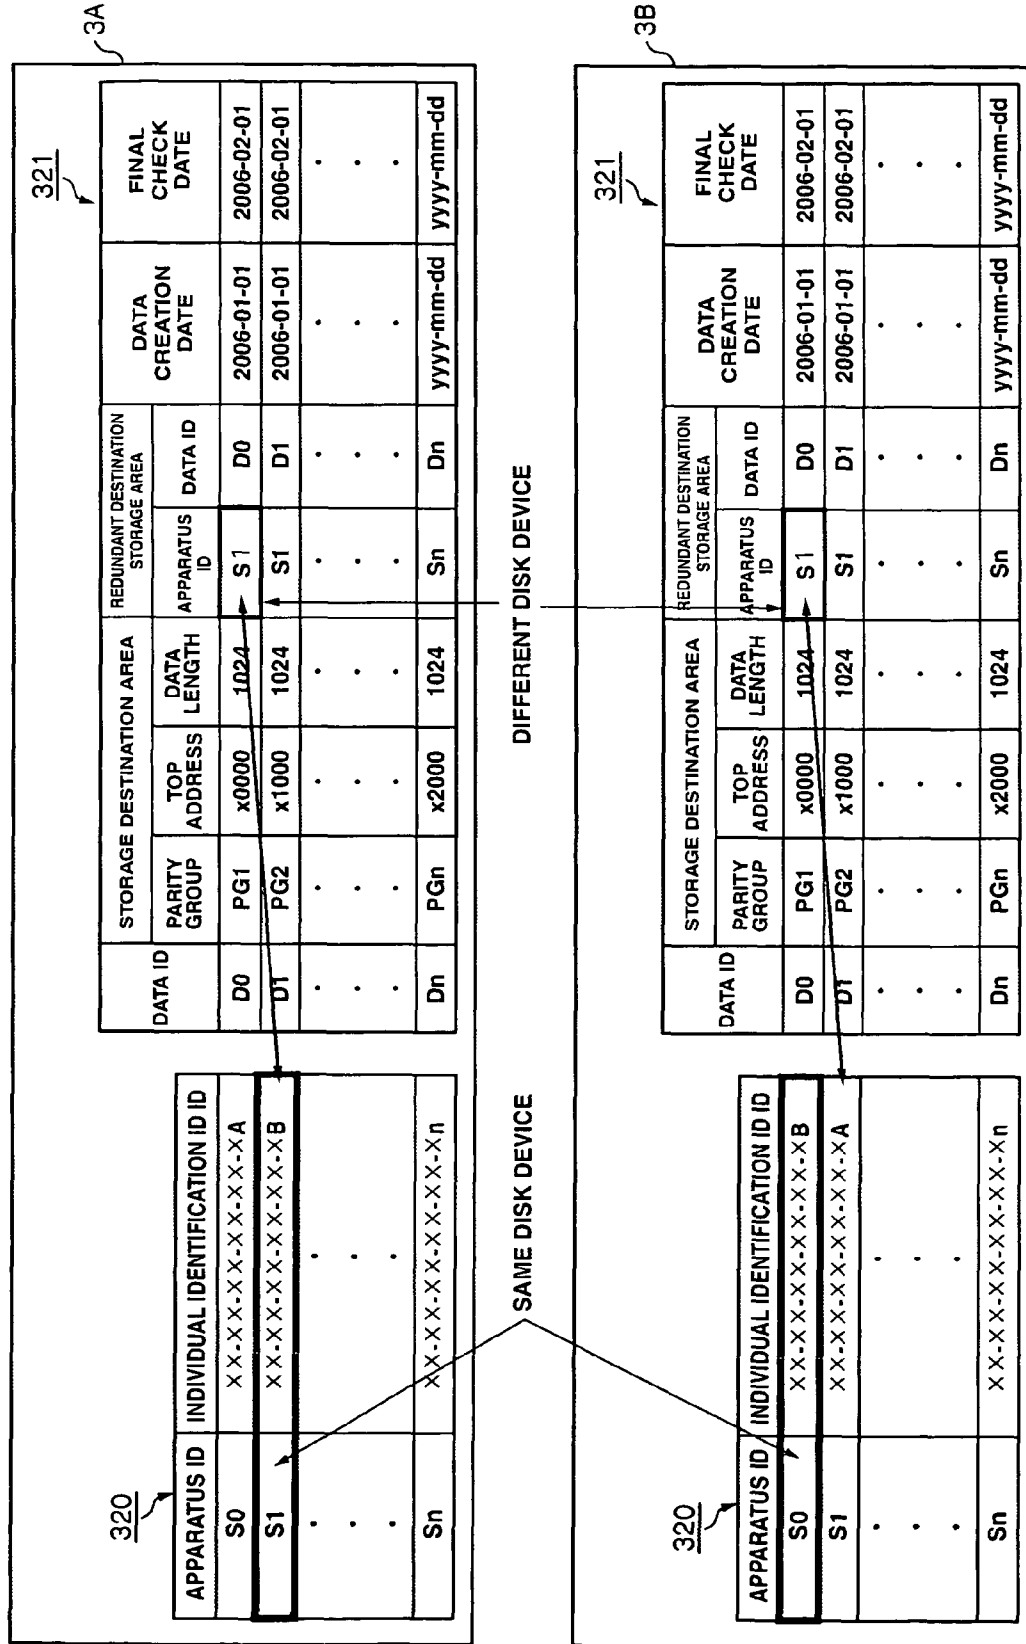 3A
320
APPARATUS ID INDIVIDUAL IDENTIFICATION ID ID
S0 XX-XX-XX-XX-XX-XA
S1 XX-XX-XX-XX-XX-XB
Sn XX-XX-XX-XX-XX-Xn
321
DATA ID STORAGE DESTINATION AREA REDUNDANT DESTINATION STORAGE AREA DATA CREATION DATE FINAL CHECK DATE
PARITY GROUP TOP ADDRESS DATA LENGTH APPARATUS ID DATA ID
D0 PG1 x0000 1024 S1 D0 2006-01-01 2006-02-01
D1 PG2 x1000 1024 S1 D1 2006-01-01 2006-02-01
Dn PGn x2000 1024 Sn Dn yyyy-mm-dd yyyy-mm-dd
SAME DISK DEVICE
DIFFERENT DISK DEVICE
3B
320
APPARATUS ID INDIVIDUAL IDENTIFICATION ID ID
S0 XX-XX-XX-XX-XX-XB
S1 XX-XX-XX-XX-XX-XA
Sn XX-XX-XX-XX-XX-Xn
321
DATA ID STORAGE DESTINATION AREA REDUNDANT DESTINATION STORAGE AREA DATA CREATION DATE FINAL CHECK DATE
PARITY GROUP TOP ADDRESS DATA LENGTH APPARATUS ID DATA ID
D0 PG1 x0000 1024 S1 D0 2006-01-01 2006-02-01
D1 PG2 x1000 1024 S1 D1 2006-01-01 2006-02-01
Dn PGn x2000 1024 Sn Dn yyyy-mm-dd yyyy-mm-dd